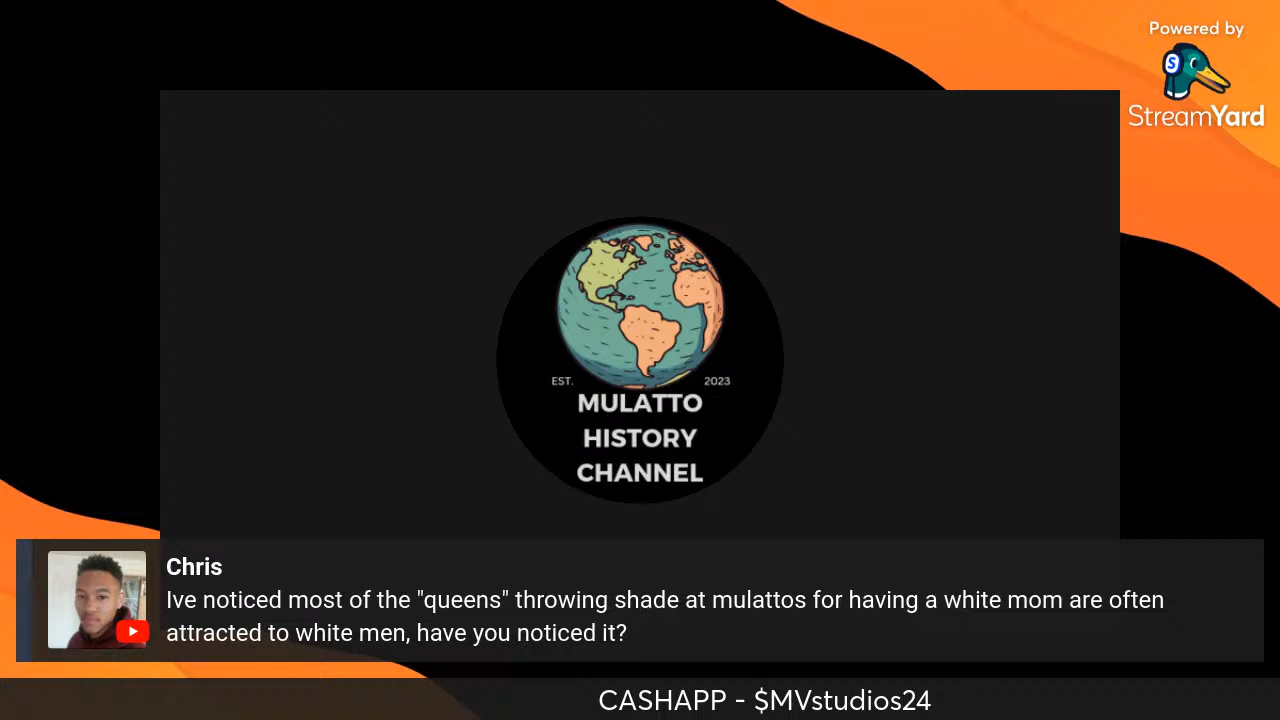 Powered by
StreamYard
EST. 2023
MULATTO
HISTORY
CHANNEL
Chris
Ive noticed most of the "queens" throwing shade at mulattos for having a white mom are often
attracted to white men, have you noticed it?
CASHAPP - $MVstudios24